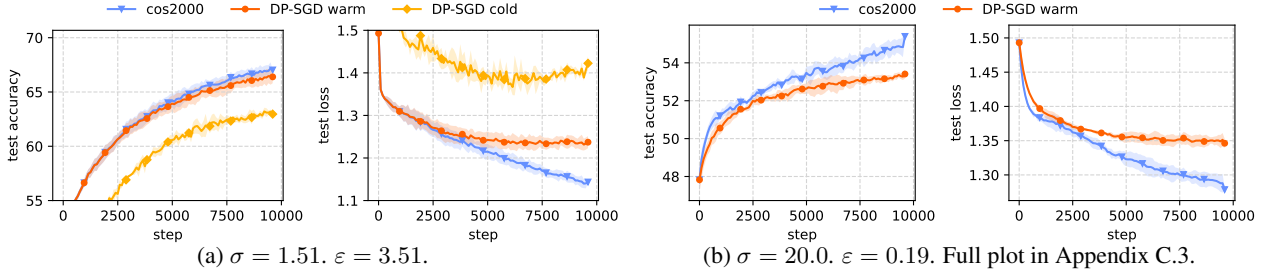 cos2000 DP-SGD warm DP-SGD cold
cos2000 DP-SGD warm
test accuracy
70
65
60
55
0 2500 5000 7500 10000
step
test loss
1.5
1.4
1.3
1.2
1.1
0 2500 5000 7500 10000
step
test accuracy
54
52
50
48
0 2500 5000 7500 10000
step
test loss
1.50
1.45
1.40
1.35
1.30
0 2500 5000 7500 10000
step
(a) σ = 1.51. ε = 3.51.
(b) σ = 20.0. ε = 0.19. Full plot in Appendix C.3.